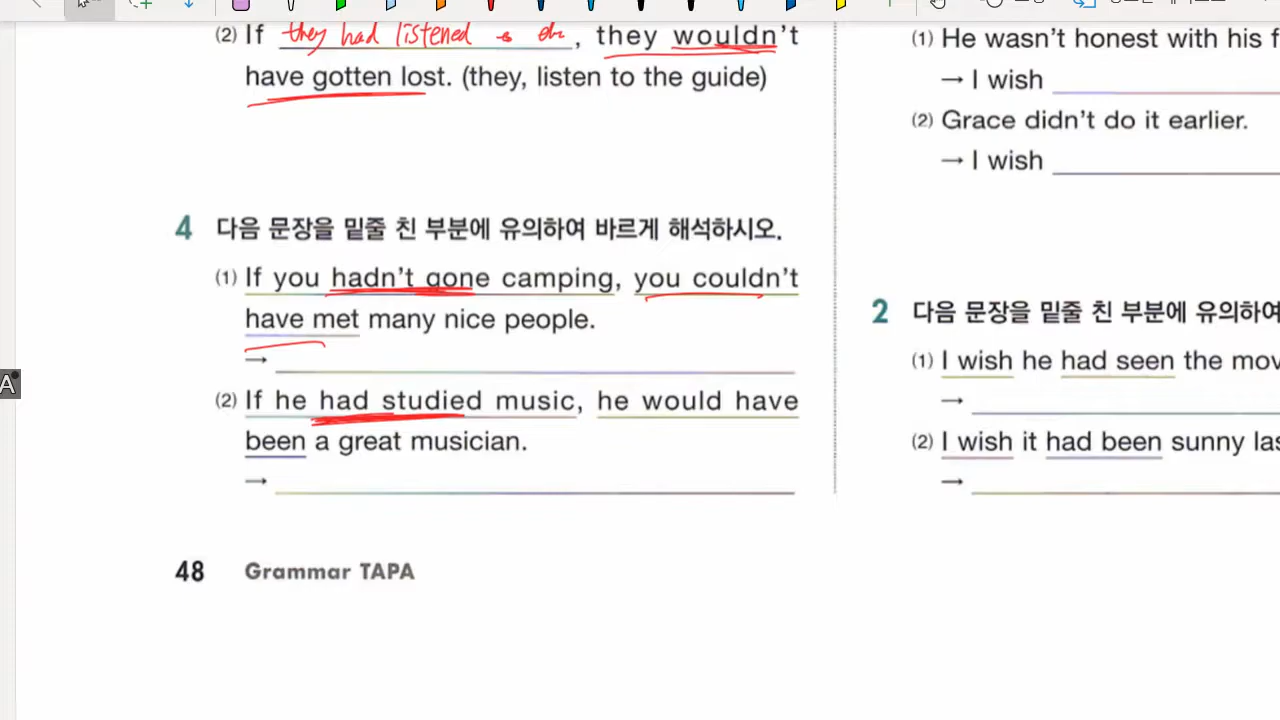 (2) If they had listened, they wouldn't
have gotten lost. (they, listen to the guide)
4 다음 문장을 밑줄 친 부분에 유의하여 바르게 해석하시오.
(1) If you hadn't gone camping, you couldn't
have met many nice people.
→
(2) If he had studied music, he would have
been a great musician.
→
48 Grammar TAPA
(1) He wasn't honest with his f
→ I wish
(2) Grace didn't do it earlier.
→ I wish
2 다음 문장을 밑줄 친 부분에 유의하여
(1) I wish he had seen the mov
→
(2) I wish it had been sunny las
→
A